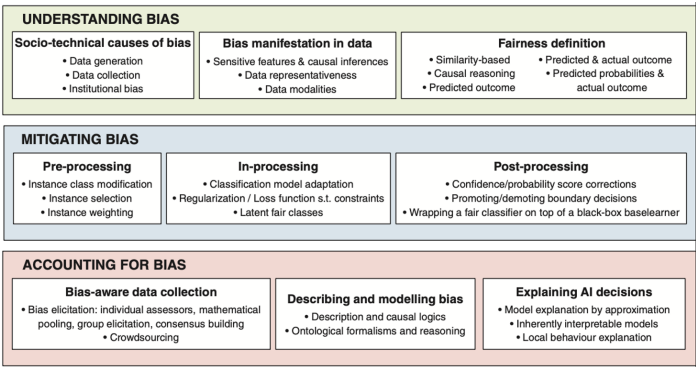 UNDERSTANDING BIAS
Socio-technical causes of bias
• Data generation
• Data collection
• Institutional bias
Bias manifestation in data
• Sensitive features & causal inferences
• Data representativeness
• Data modalities
Fairness definition
• Similarity-based
• Causal reasoning
• Predicted outcome
• Predicted & actual outcome
• Predicted probabilities &
actual outcome
MITIGATING BIAS
Pre-processing
• Instance class modification
• Instance selection
• Instance weighting
In-processing
• Classification model adaptation
• Regularization / Loss function s.t. constraints
• Latent fair classes
Post-processing
• Confidence/probability score corrections
• Promoting/demoting boundary decisions
• Wrapping a fair classifier on top of a black-box baselearner
ACCOUNTING FOR BIAS
Bias-aware data collection
• Bias elicitation: individual assessors, mathematical
pooling, group elicitation, consensus building
• Crowdsourcing
Describing and modelling bias
• Description and causal logics
• Ontological formalisms and reasoning
Explaining AI decisions
• Model explanation by approximation
• Inherently interpretable models
• Local behaviour explanation